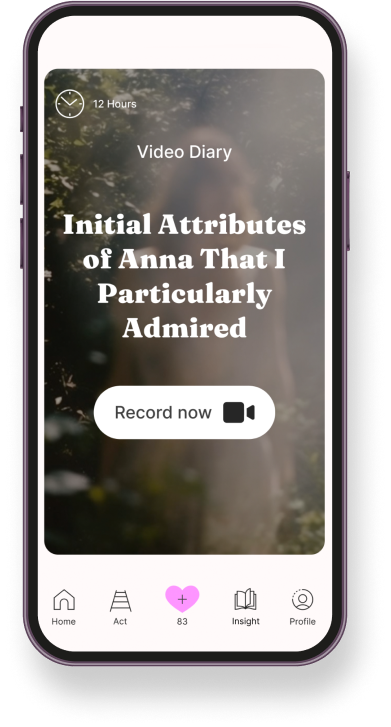 12 Hours
Video Diary
Initial Attributes
of Anna That I
Particularly
Admired
Record now
Home
Act
83
Insight
Profile